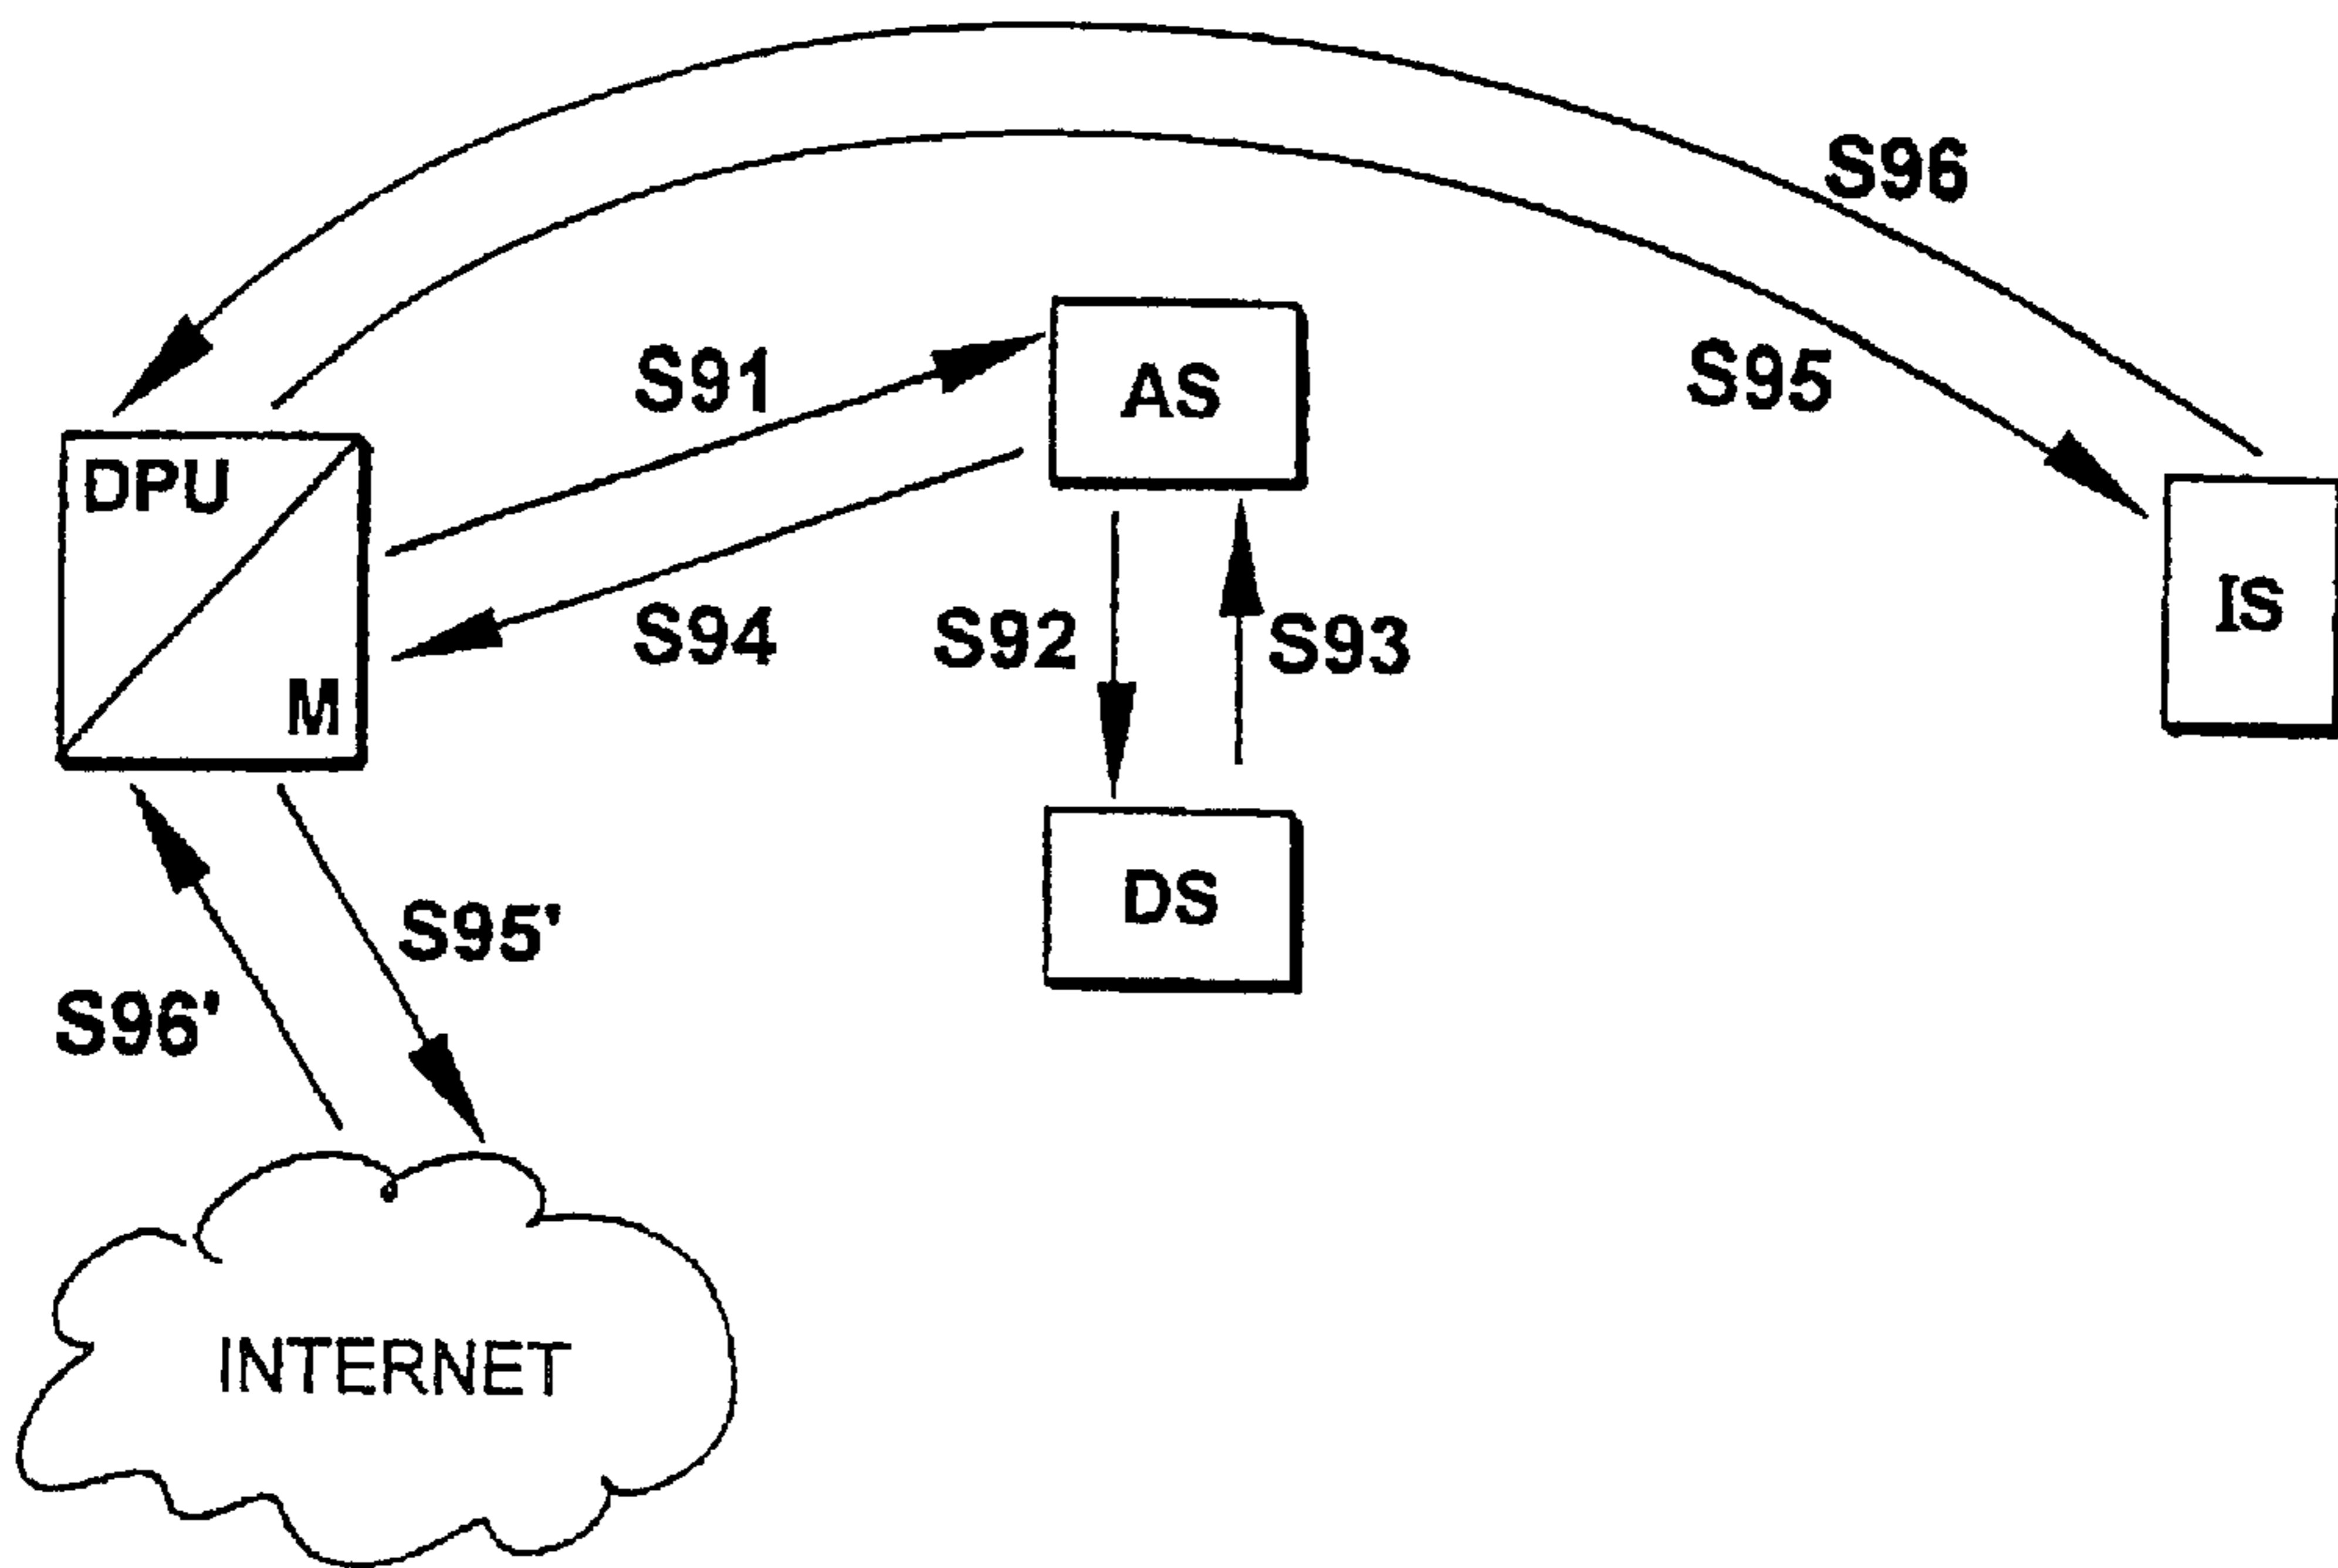 S96
S91
AS
S95
DPU
IS
S94
S92
S93
M
DS
S95'
S96'
INTERNET